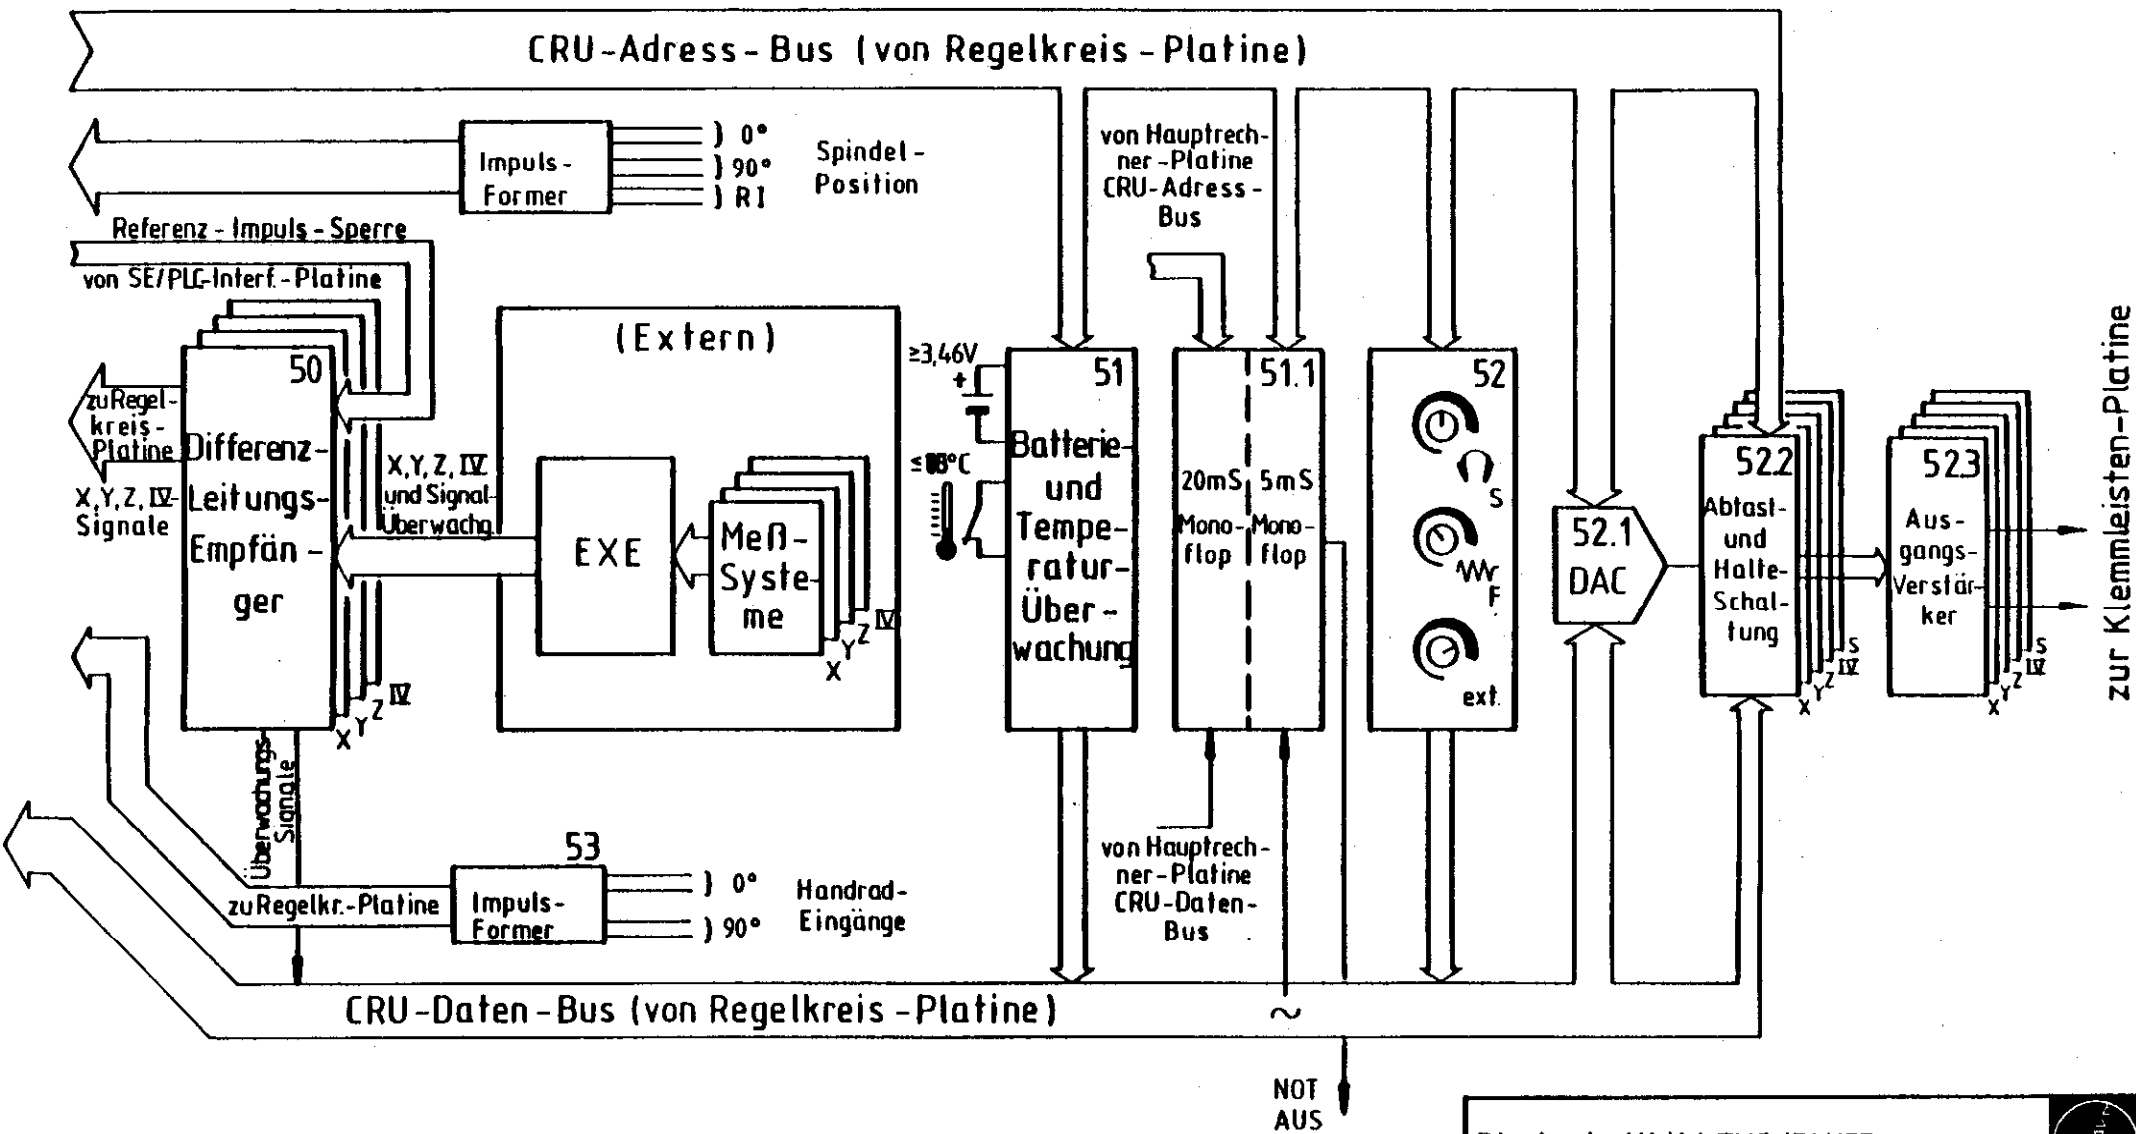 CRU-Adress-Bus (von Regelkreis-Platine)
Impuls-
Former
0°
90°
RI
Spindel-
Position
Referenz-Impuls-Sperre
von SE/PLC-Interf.-Platine
50
Differenz-
Leitungs-
Empfän-
ger
zu Regel-
kreis-
Platine
X,Y,Z,IV-
Signale
X
Y
Z
IV
X,Y,Z,IV
und Signal-
Überwachg.
(Extern)
EXE
Meß-
Syste-
me
X
Y
Z
IV
≥3,46V
+
51
Batterie-
und
Tempe-
ratur-
Über-
wachung
von Hauptrech-
ner-Platine
CRU-Adress-
Bus
51.1
20mS
Mono-
flop
5mS
Mono-
flop
52
S
F
ext.
52.1
DAC
52.2
Abtast-
und
Halte-
Schal-
tung
X
Y
Z
IV
S
52.3
Aus-
gangs-
Verstär-
ker
X
Y
Z
IV
S
zur Klemmleisten-Platine
Überwachungs-
Signale
zu Regelkr.-Platine
53
Impuls-
Former
0°
90°
Handrad-
Eingänge
von Hauptrech-
ner-Platine
CRU-Daten-
Bus
CRU-Daten-Bus (von Regelkreis-Platine)
~
NOT
AUS